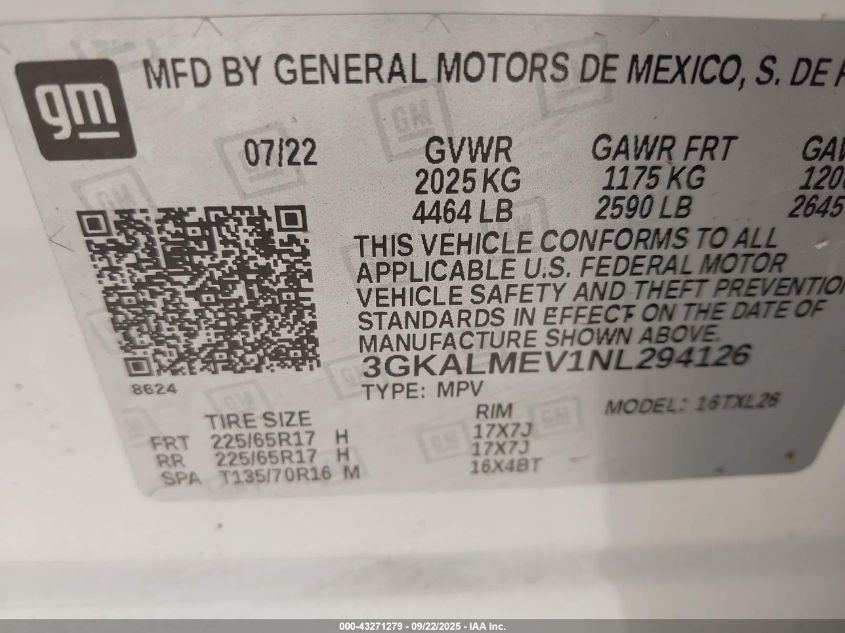 gm
MFD BY GENERAL MOTORS DE MEXICO, S. DE
07/22
GVWR
2025 KG
4464 LB
GAWR FRT
1175 KG
2590 LB
2645
THIS VEHICLE CONFORMS TO ALL
APPLICABLE U.S. FEDERAL MOTOR
VEHICLE SAFETY AND THEFT PREVENTION
STANDARDS IN EFFECT ON THE DATE OF
MANUFACTURE SHOWN ABOVE.
3GKALMEV1NL294126
TYPE: MPV
MODEL: 16TXL26
8624
TIRE SIZE RIM
FRT 225/65R17 H 17X7J
RR 225/65R17 H 17X7J
SPA T135/70R16 M 16X4BT
000-43271279 - 09/22/2025 - IAA Inc.